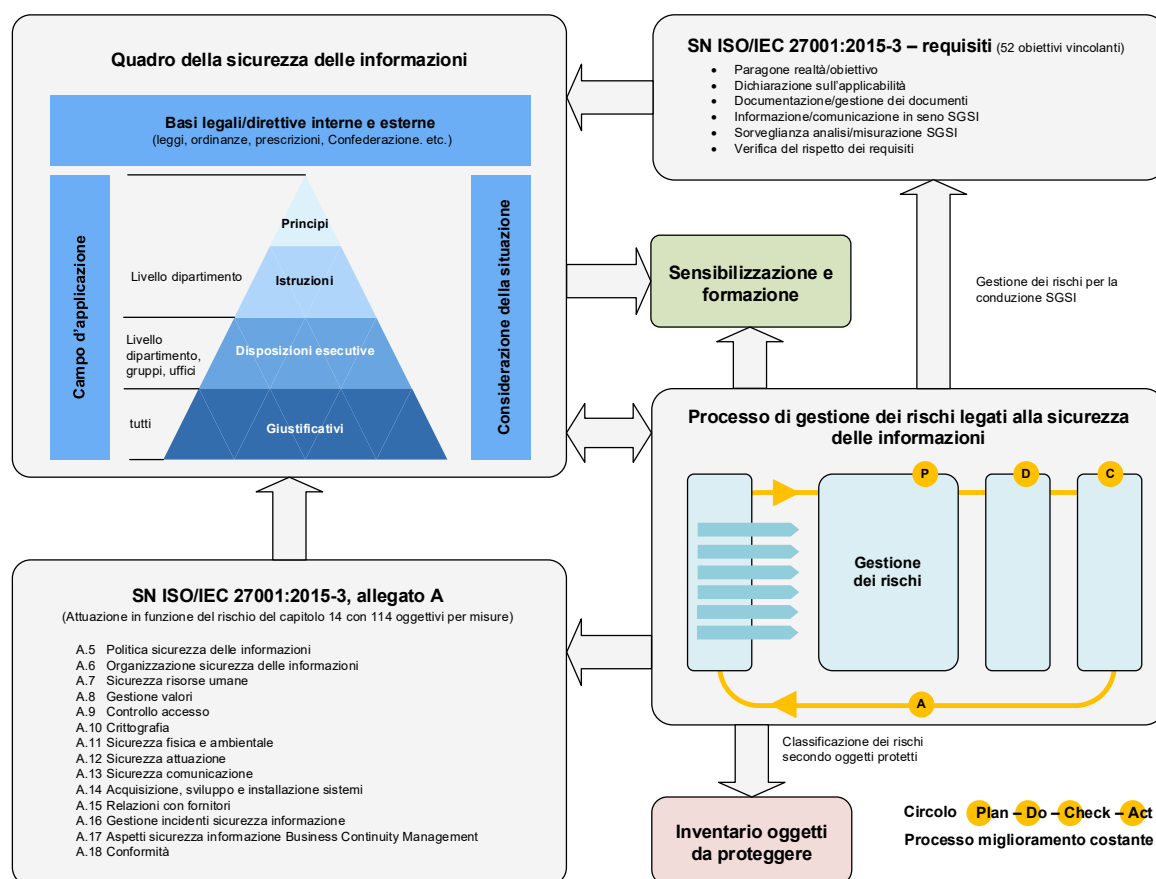 Quadro della sicurezza delle informazioni
Basi legali/direttive interne e esterne
(leggi, ordinanze, prescrizioni, Confederazione. etc.)
Campo d'applicazione
Principi
Livello dipartimento
Istruzioni
Livello
dipartimento,
gruppi, uffici
Disposizioni esecutive
tutti
Giustificativi
Considerazione della situazione
SN ISO/IEC 27001:2015-3 – requisiti (52 obiettivi vincolanti)
• Paragone realtà/obiettivo
• Dichiarazione sull'applicabilità
• Documentazione/gestione dei documenti
• Informazione/comunicazione in seno SGSI
• Sorveglianza analisi/misurazione SGSI
• Verifica del rispetto dei requisiti
Sensibilizzazione e
formazione
Gestione dei rischi per la
conduzione SGSI
Processo di gestione dei rischi legati alla sicurezza
delle informazioni
P
D
C
Gestione
dei rischi
A
SN ISO/IEC 27001:2015-3, allegato A
(Attuazione in funzione del rischio del capitolo 14 con 114 oggettivi per misure)
A.5 Politica sicurezza delle informazioni
A.6 Organizzazione sicurezza delle informazioni
A.7 Sicurezza risorse umane
A.8 Gestione valori
A.9 Controllo accesso
A.10 Crittografia
A.11 Sicurezza fisica e ambientale
A.12 Sicurezza attuazione
A.13 Sicurezza comunicazione
A.14 Acquisizione, sviluppo e installazione sistemi
A.15 Relazioni con fornitori
A.16 Gestione incidenti sicurezza informazione
A.17 Aspetti sicurezza informazione Business Continuity Management
A.18 Conformità
Classificazione dei rischi
secondo oggetti protetti
Inventario oggetti
da proteggere
Circolo Plan – Do – Check – Act
Processo miglioramento costante